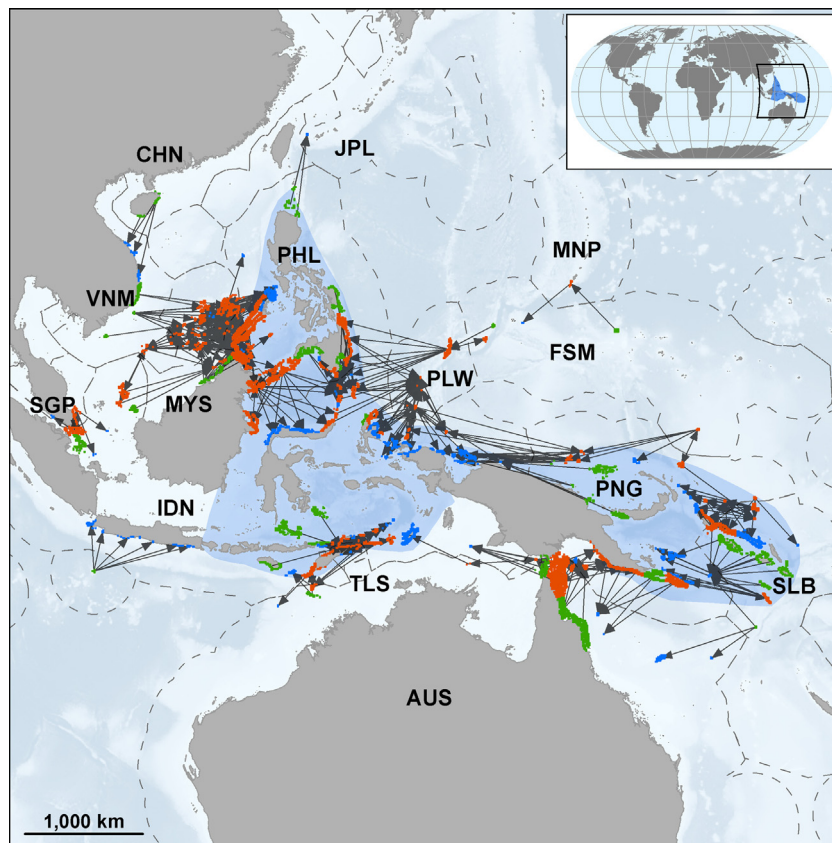 CHN
JPL
PHL
MNP
VNM
FSM
PLW
SGP
MYS
PNG
IDN
TLS
SLB
AUS
1,000 km